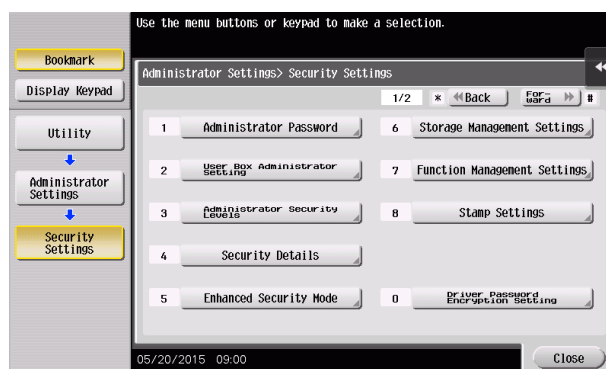 Use the menu buttons or keypad to make a selection.
Bookmark
Display Keypad
Utility
Administrator
Settings
Security
Settings
Administrator Settings> Security Settings
1/2 * Back For-
ward #
1 Administrator Password
2 User Box Administrator
Setting
3 Administrator Security
Levels
4 Security Details
5 Enhanced Security Mode
6 Storage Management Settings
7 Function Management Settings
8 Stamp Settings
0 Driver Password
Encryption Setting
05/20/2015 09:00
Close